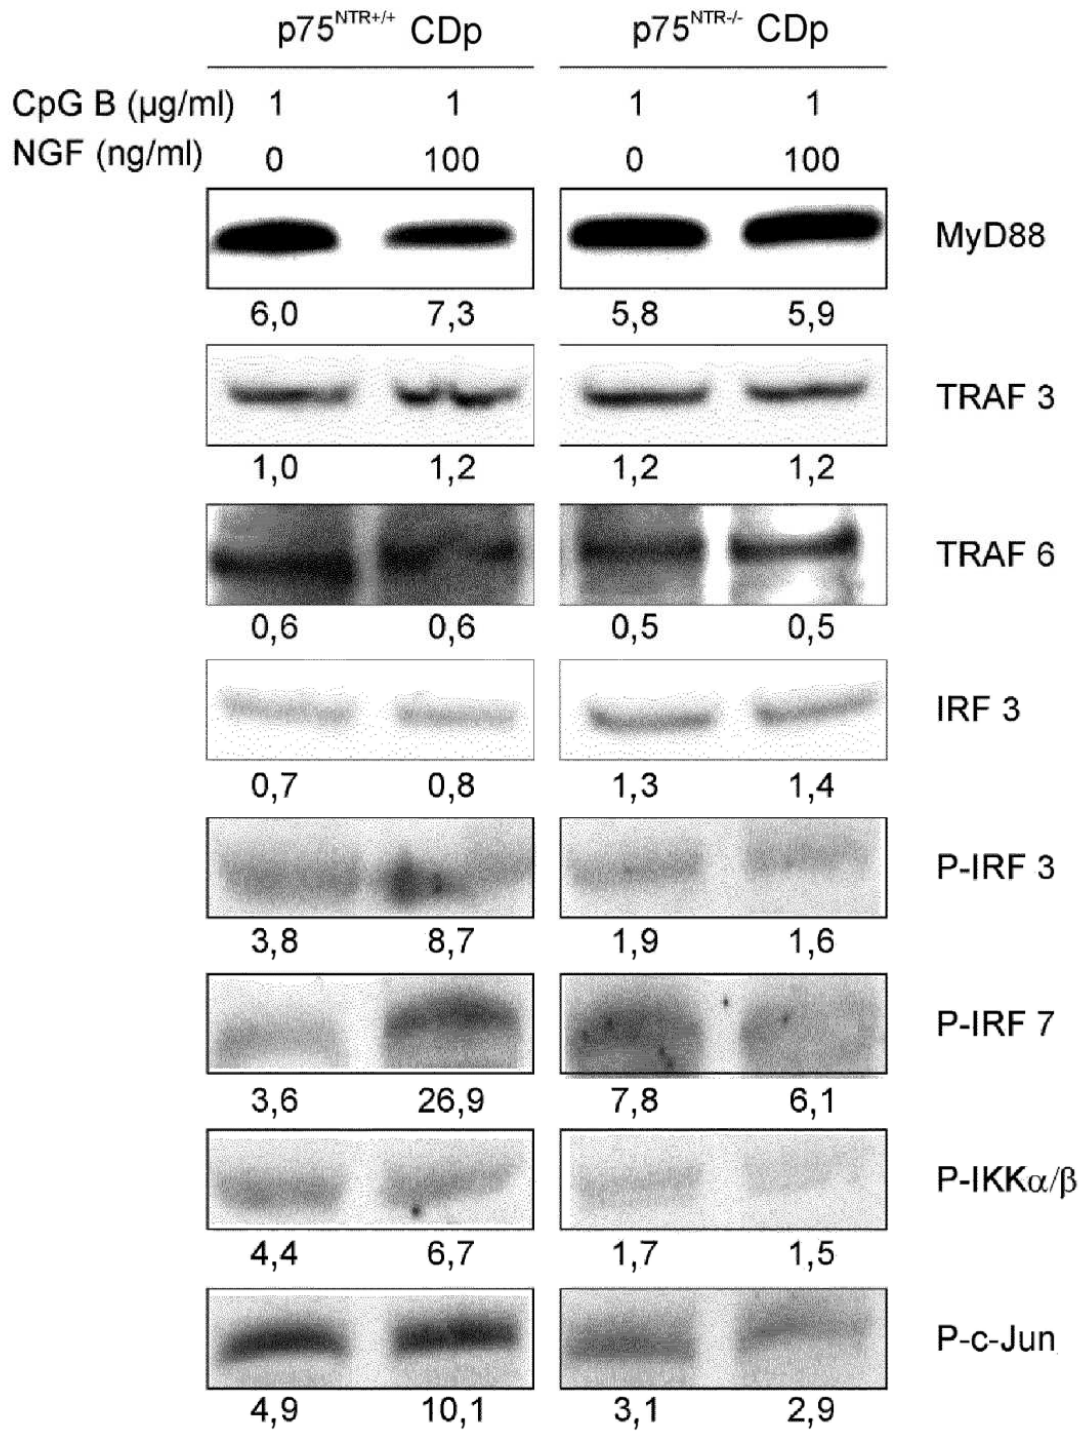 p75NTR+/+ CDp p75NTR-/- CDp
CpG B (µg/ml) 1 1 1 1
NGF (ng/ml) 0 100 0 100
MyD88
6,0 7,3 5,8 5,9
TRAF 3
1,0 1,2 1,2 1,2
TRAF 6
0,6 0,6 0,5 0,5
IRF 3
0,7 0,8 1,3 1,4
P-IRF 3
3,8 8,7 1,9 1,6
P-IRF 7
3,6 26,9 7,8 6,1
P-IKKα/β
4,4 6,7 1,7 1,5
P-c-Jun
4,9 10,1 3,1 2,9